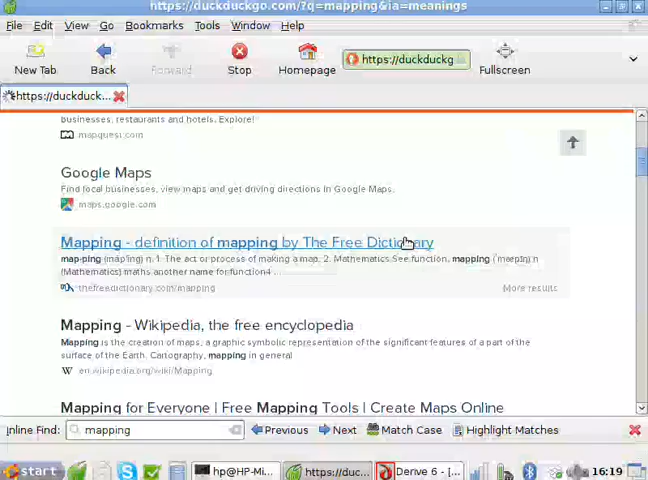 https://duckduckgo.com/?q=mapping&ia=meanings
File Edit View Go Bookmarks Tools Window Help
New Tab Back Forward Stop Homepage https://duckduckg Fullscreen
https://duckduck...
businesses, restaurants and hotels. Explore!
mapquest.com
Google Maps
Find local businesses, view maps and get driving directions in Google Maps.
maps.google.com
Mapping - definition of mapping by The Free Dictionary
map·ping (măp′ĭng) n. 1. The act or process of making a map. 2. Mathematics See function. mapping (ˈmæpɪŋ) n
(Mathematics) maths another name for function4 ...
thefreedictionary.com/mapping More results
Mapping - Wikipedia, the free encyclopedia
Mapping is the creation of maps, a graphic symbolic representation of the significant features of a part of the
surface of the Earth. Cartography, mapping in general
W en.wikipedia.org/wiki/Mapping
Mapping for Everyone | Free Mapping Tools | Create Maps Online
Inline Find: mapping Previous Next Match Case Highlight Matches
start hp@HP-Mi... https://duc... Derive 6 - [... 16:19